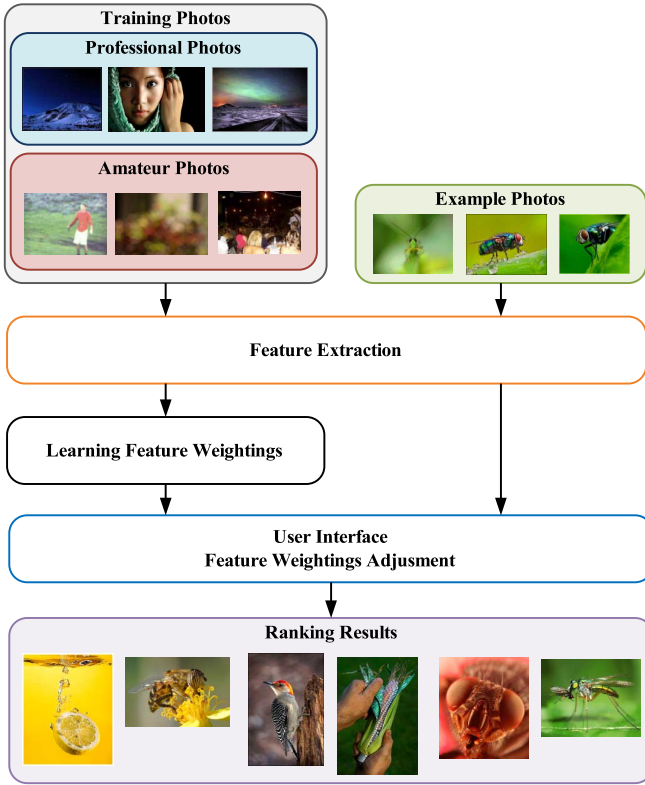 Training Photos
Professional Photos
Amateur Photos
Example Photos
Feature Extraction
Learning Feature Weightings
User Interface
Feature Weightings Adjusment
Ranking Results